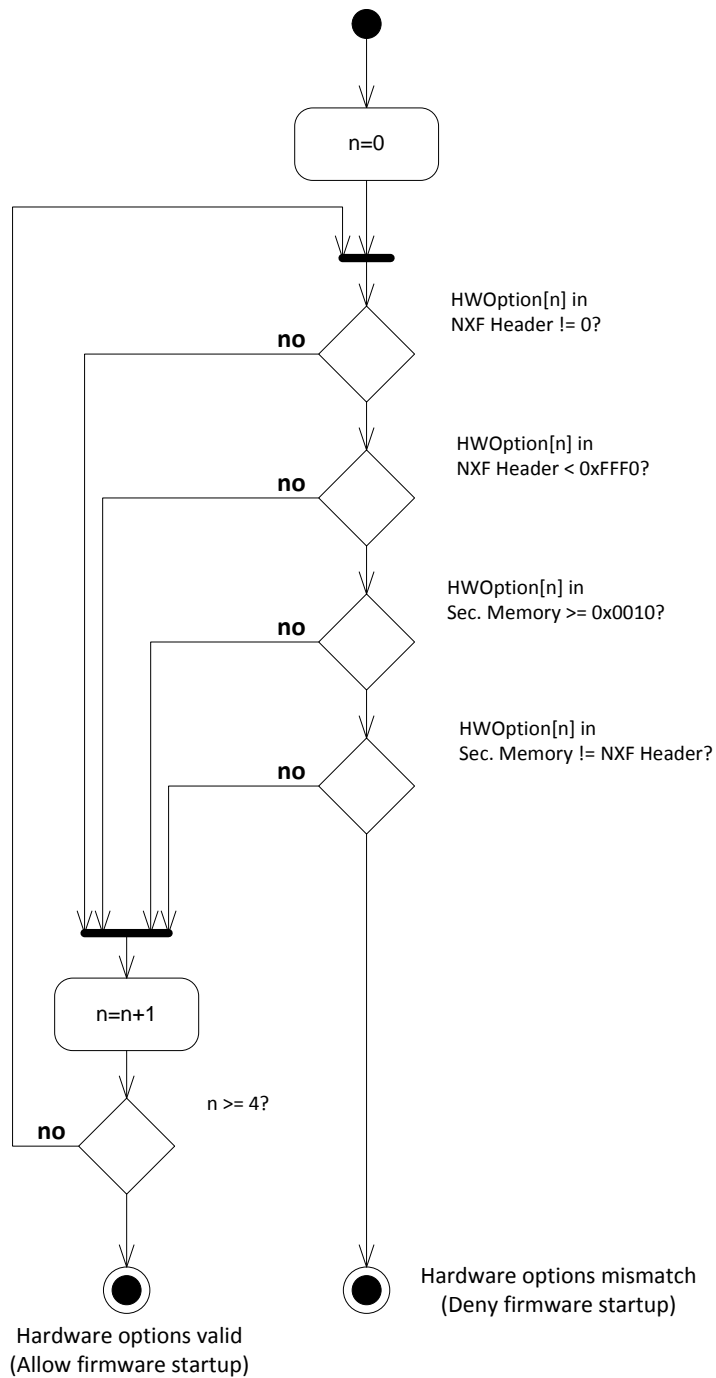 n=0
HWOption[n] in
NXF Header != 0?
no
HWOption[n] in
NXF Header < 0xFFF0?
no
HWOption[n] in
Sec. Memory >= 0x0010?
no
HWOption[n] in
Sec. Memory != NXF Header?
no
n=n+1
n >= 4?
no
Hardware options mismatch
(Deny firmware startup)
Hardware options valid
(Allow firmware startup)